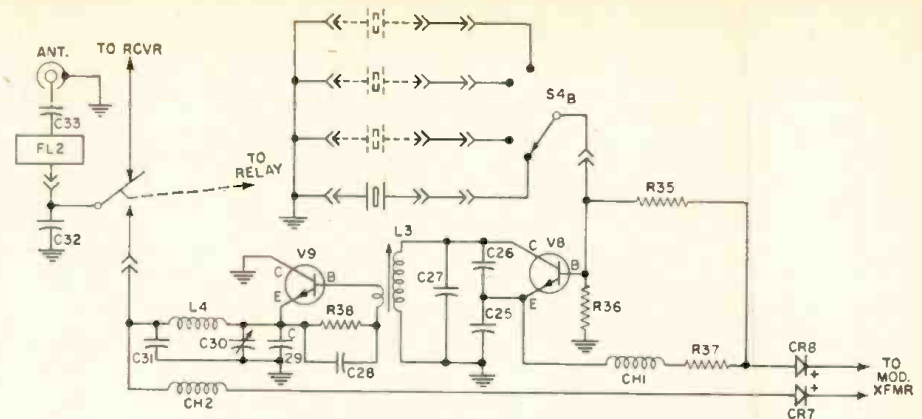 ANT.
TO RCVR
C33
FL2
TO
RELAY
C32
S4B
R35
L3
V9
C
B
E
V8
C
B
E
C26
C27
C25
R36
L4
R38
C31
C30
C
29
C28
CH1
R37
CR8
+
TO
MOD.
XFMR
CH2
+
CR7